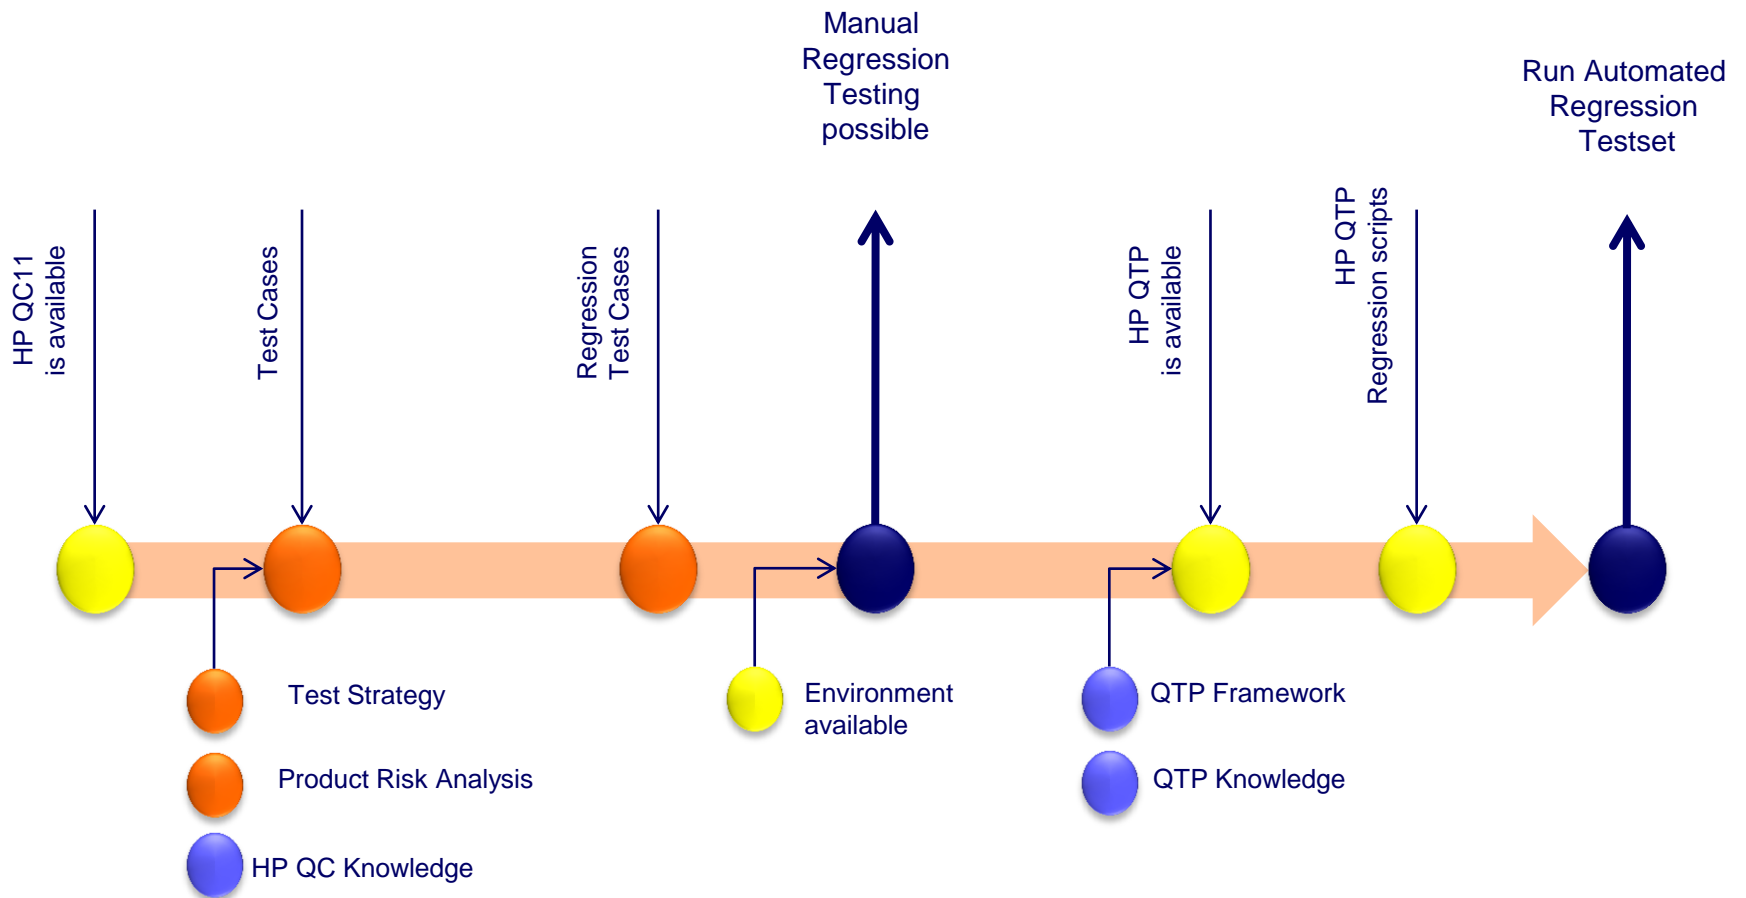 Manual
Regression
Testing
possible
Run Automated
Regression
Testset
HP QC11
is available
Test Cases
Regression
Test Cases
HP QTP
is available
HP QTP
Regression scripts
Test Strategy
Product Risk Analysis
HP QC Knowledge
Environment
available
QTP Framework
QTP Knowledge